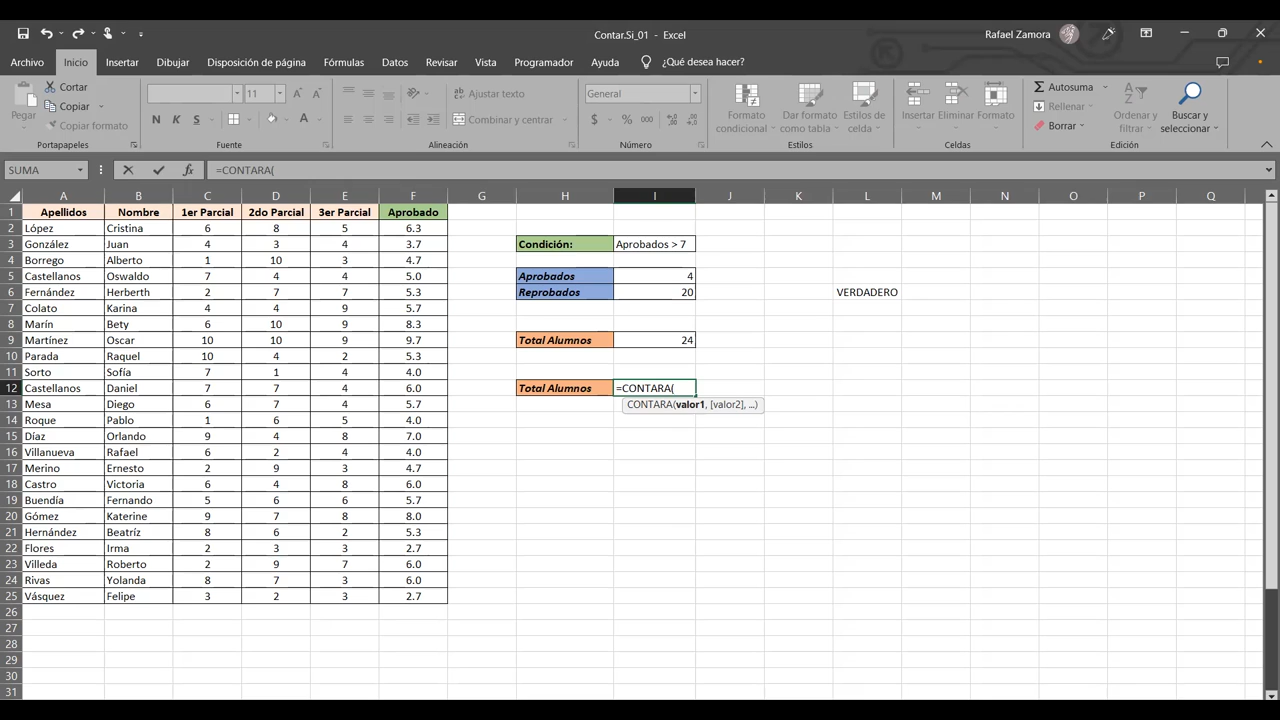 Contar.Si_01 - Excel
Rafael Zamora
Archivo Inicio Insertar Dibujar Disposición de página Fórmulas Datos Revisar Vista Programador Ayuda ¿Qué desea hacer?
Pegar
Cortar
Copiar
Copiar formato
Portapapeles
11
N K S
A
Fuente
Ajustar texto
Combinar y centrar
Alineación
General
$ % 000
Número
Formato condicional
Dar formato como tabla
Estilos de celda
Estilos
Insertar Eliminar Formato
Celdas
Autosuma
Rellenar
Borrar
Ordenar y filtrar
Buscar y seleccionar
Edición
SUMA fx =CONTARA(
A B C D E F G H I J K L M N O P Q
1 Apellidos Nombre 1er Parcial 2do Parcial 3er Parcial Aprobado
2 López Cristina 6 8 5 6.3
3 González Juan 4 3 4 3.7 Condición: Aprobados > 7
4 Borrego Alberto 1 10 3 4.7
5 Castellanos Oswaldo 7 4 4 5.0 Aprobados 4
6 Fernández Herberth 2 7 7 5.3 Reprobados 20 VERDADERO
7 Colato Karina 4 4 9 5.7
8 Marín Bety 6 10 9 8.3
9 Martínez Oscar 10 10 9 9.7 Total Alumnos 24
10 Parada Raquel 10 4 2 5.3
11 Sorto Sofía 7 1 4 4.0
12 Castellanos Daniel 7 7 4 6.0 Total Alumnos =CONTARA(
13 Mesa Diego 6 7 4 5.7 CONTARA(valor1, [valor2], ...)
14 Roque Pablo 1 6 5 4.0
15 Díaz Orlando 9 4 8 7.0
16 Villanueva Rafael 6 2 4 4.0
17 Merino Ernesto 2 9 3 4.7
18 Castro Victoria 6 4 8 6.0
19 Buendía Fernando 5 6 6 5.7
20 Gómez Katerine 9 7 8 8.0
21 Hernández Beatríz 8 6 2 5.3
22 Flores Irma 2 3 3 2.7
23 Villeda Roberto 2 9 7 6.0
24 Rivas Yolanda 8 7 3 6.0
25 Vásquez Felipe 3 2 3 2.7
26
27
28
29
30
31